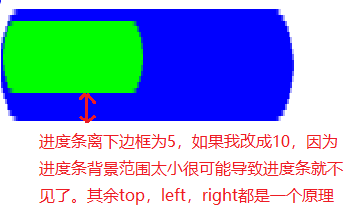 进度条离下边框为5，如果我改成10，因为
进度条背景范围太小很可能导致进度条就不
见了。其余top，left，right都是一个原理